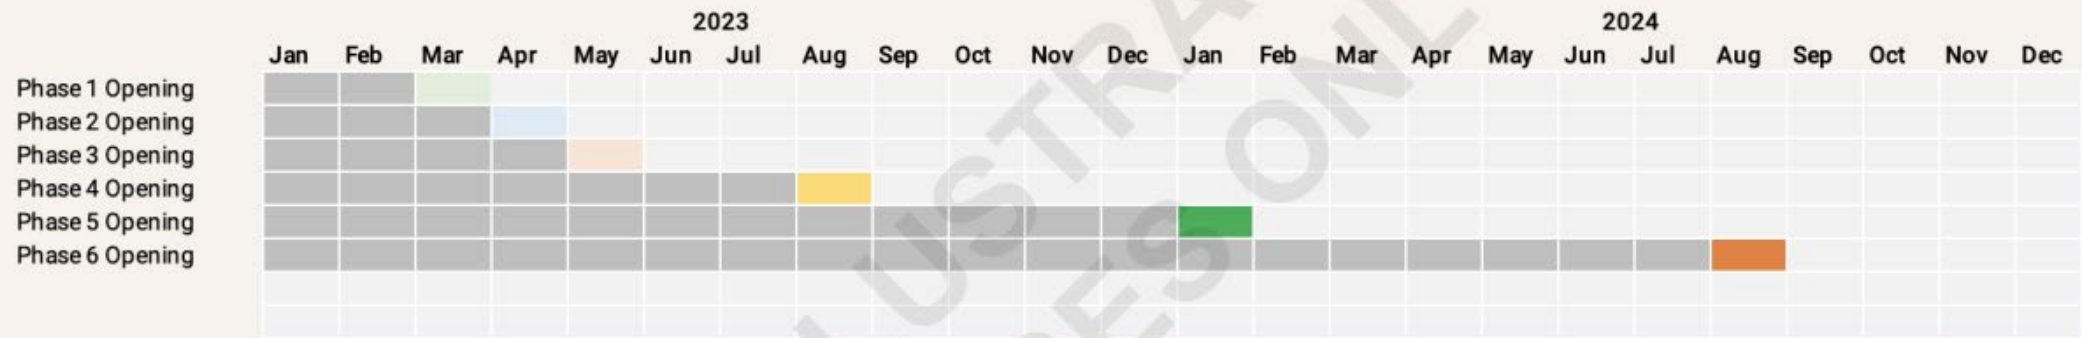 2023 2024
Jan Feb Mar Apr May Jun Jul Aug Sep Oct Nov Dec Jan Feb Mar Apr May Jun Jul Aug Sep Oct Nov Dec
Phase 1 Opening
Phase 2 Opening
Phase 3 Opening
Phase 4 Opening
Phase 5 Opening
Phase 6 Opening